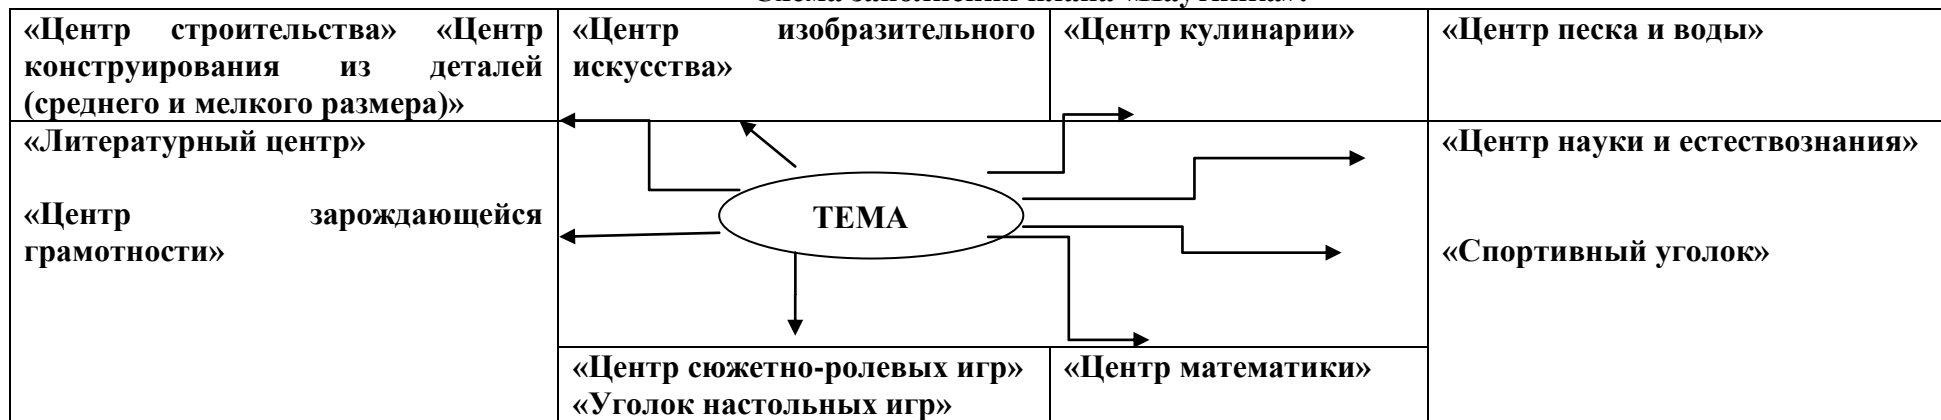 «Центр строительства» «Центр
конструирования из деталей
(среднего и мелкого размера)»
«Центр изобразительного
искусства»
«Центр кулинарии»
«Центр песка и воды»
«Литературный центр»
«Центр зарождающейся
грамотности»
ТЕМА
«Центр науки и естествознания»
«Спортивный уголок»
«Центр сюжетно-ролевых игр»
«Уголок настольных игр»
«Центр математики»